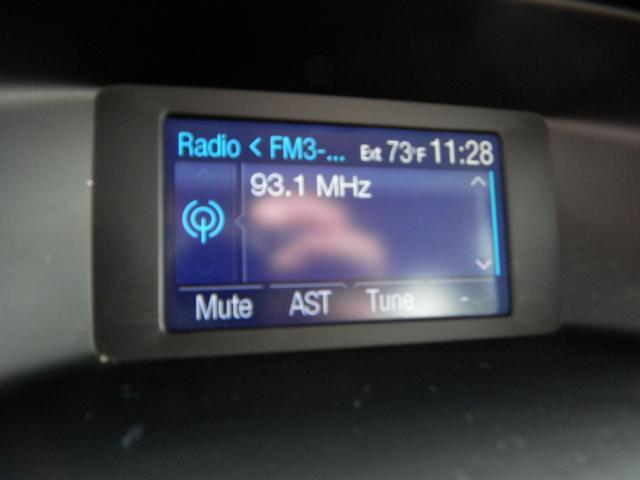 Radio < FM3-... Ext 73°F 11:28
93.1 MHz
Mute AST Tune -